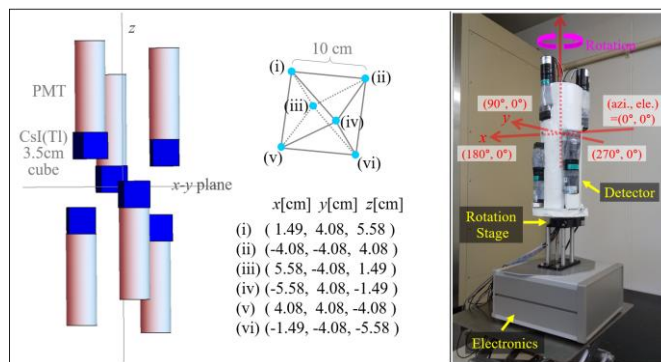 z
PMT
CsI(Tl)
3.5cm
cube
x-y plane
10 cm
(i)
(ii)
(iii)
(iv)
(v)
(vi)
x[cm] y[cm] z[cm]
(i) ( 1.49, 4.08, 5.58 )
(ii) (-4.08, -4.08, 4.08 )
(iii) ( 5.58, -4.08, 1.49 )
(iv) (-5.58, 4.08, -1.49 )
(v) ( 4.08, 4.08, -4.08 )
(vi) (-1.49, -4.08, -5.58 )
Rotation
(90°, 0°)
(azi., ele.)
=(0°, 0°)
y
x
(180°, 0°)
(270°, 0°)
Detector
Rotation
Stage
Electronics